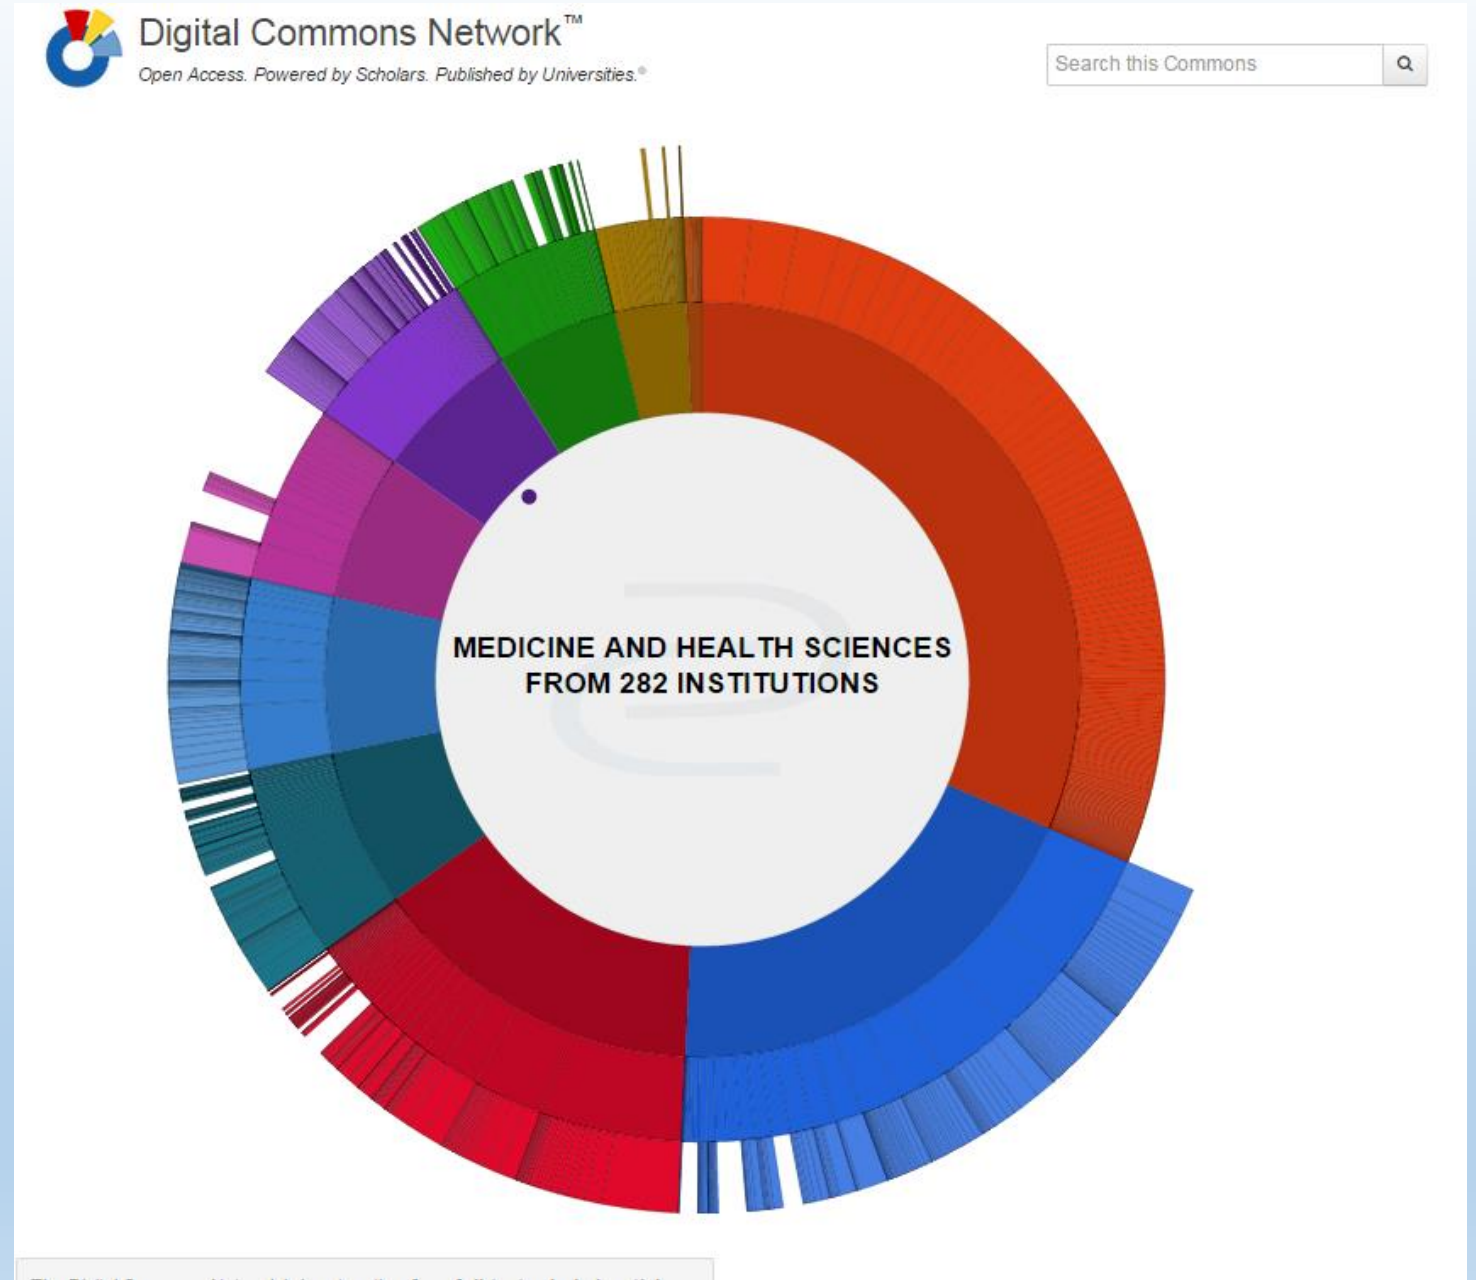 Digital Commons Network™
Open Access. Powered by Scholars. Published by Universities.®
Search this Commons
MEDICINE AND HEALTH SCIENCES
FROM 282 INSTITUTIONS